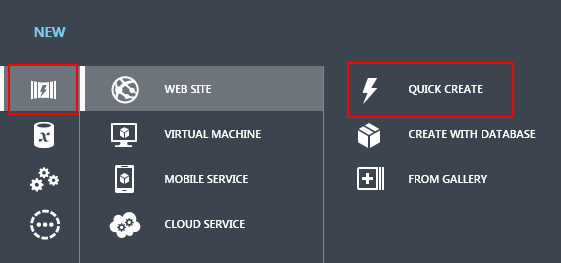 NEW
WEB SITE
VIRTUAL MACHINE
MOBILE SERVICE
CLOUD SERVICE
QUICK CREATE
CREATE WITH DATABASE
FROM GALLERY